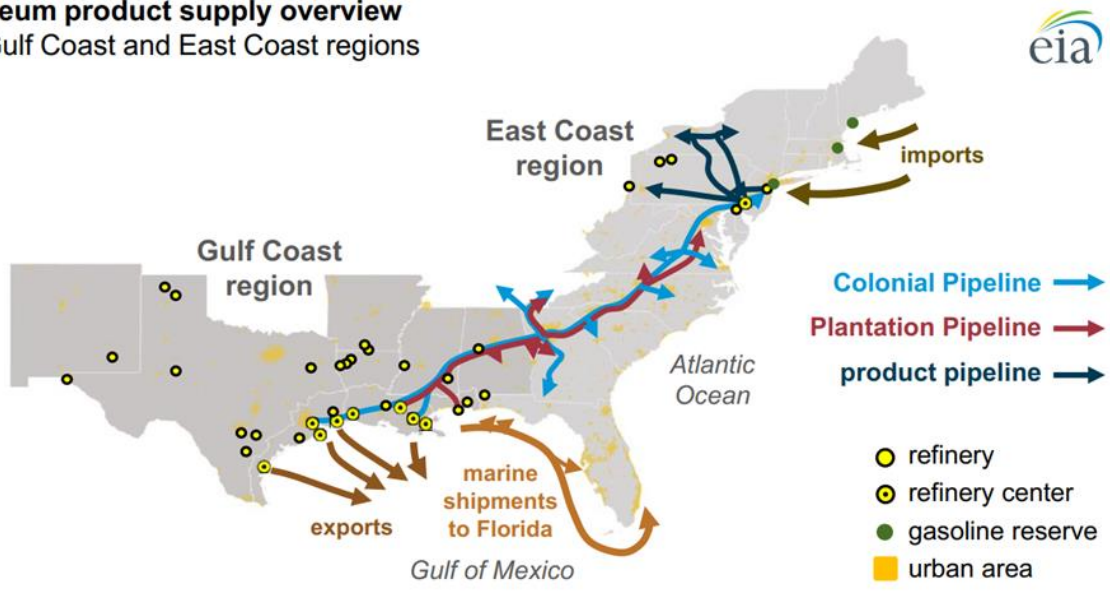 eum product supply overview
Gulf Coast and East Coast regions
eia
East Coast
region
imports
Gulf Coast
region
Colonial Pipeline
Plantation Pipeline
product pipeline
Atlantic
Ocean
marine
shipments
to Florida
exports
Gulf of Mexico
refinery
refinery center
gasoline reserve
urban area